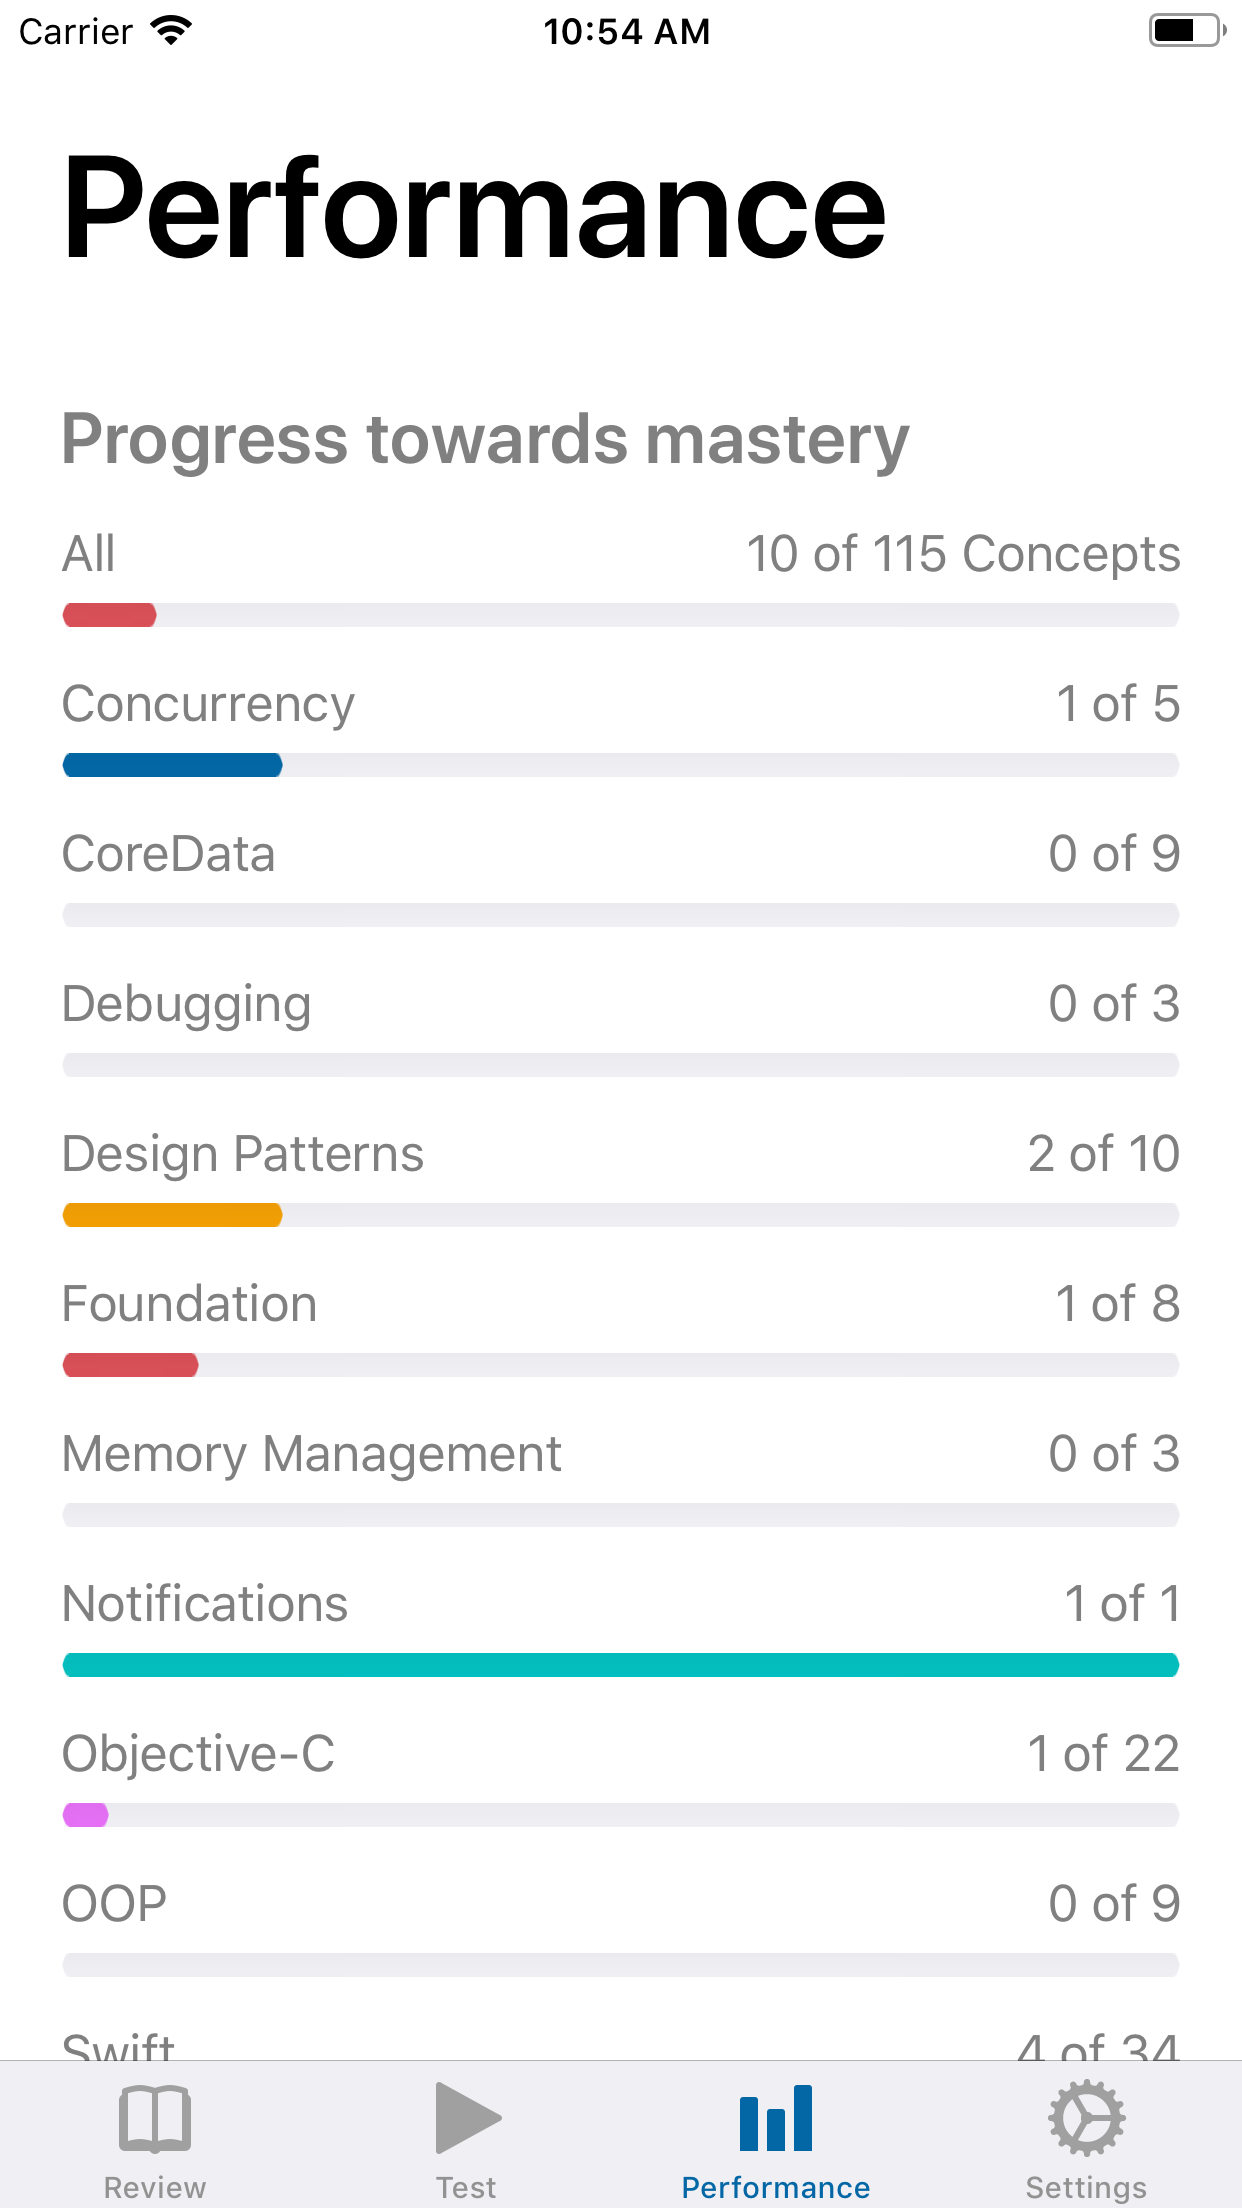 Carrier 10:54 AM
Performance
Progress towards mastery
All 10 of 115 Concepts
Concurrency 1 of 5
CoreData 0 of 9
Debugging 0 of 3
Design Patterns 2 of 10
Foundation 1 of 8
Memory Management 0 of 3
Notifications 1 of 1
Objective-C 1 of 22
OOP 0 of 9
Swift 4 of 34
Review Test Performance Settings